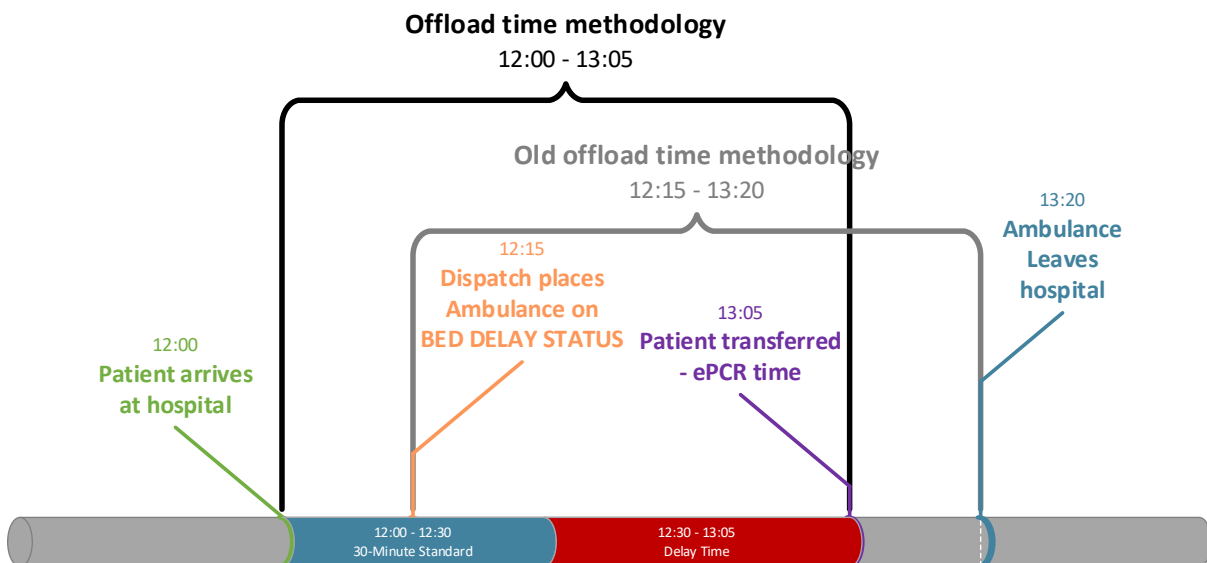 Offload time methodology
12:00 - 13:05
Old offload time methodology
12:15 - 13:20
13:20
Ambulance
Leaves
hospital
12:15
Dispatch places
Ambulance on
BED DELAY STATUS
13:05
Patient transferred
- ePCR time
12:00
Patient arrives
at hospital
12:00 - 12:30
30-Minute Standard
12:30 - 13:05
Delay Time